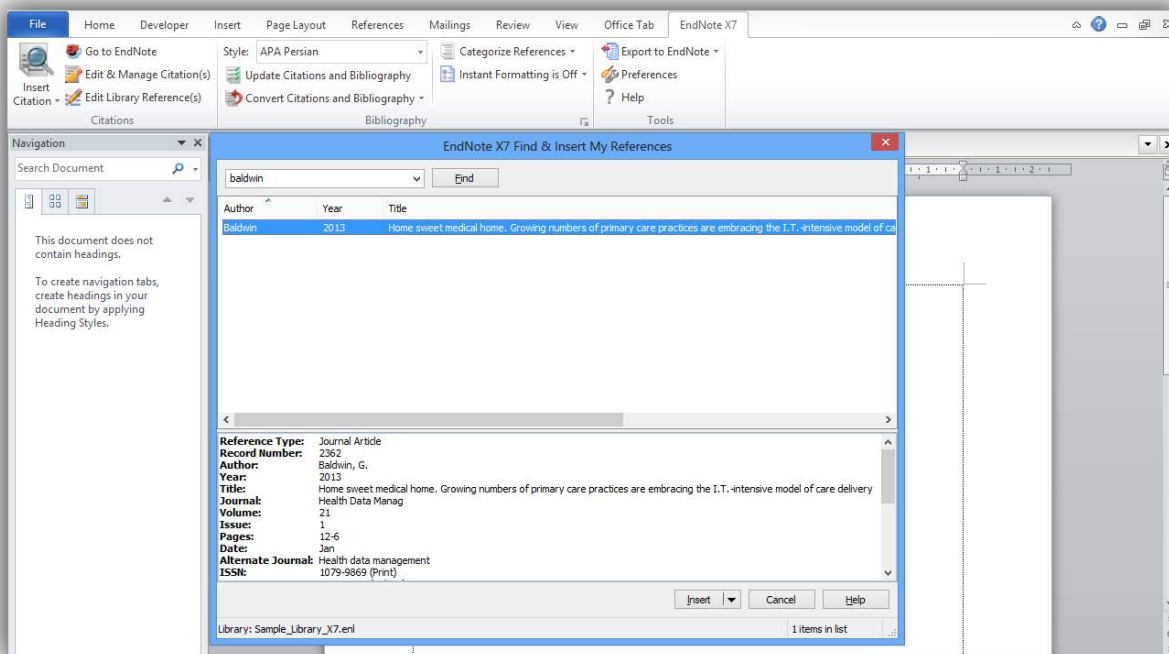 File Home Developer Insert Page Layout References Mailings Review View Office Tab EndNote X7
Go to EndNote
Edit & Manage Citation(s)
Edit Library Reference(s)
Insert
Citation
Citations
Style: APA Persian
Update Citations and Bibliography
Convert Citations and Bibliography
Categorize References
Instant Formatting is Off
Bibliography
Export to EndNote
Preferences
? Help
Tools
Navigation
Search Document
This document does not
contain headings.
To create navigation tabs,
create headings in your
document by applying
Heading Styles.
EndNote X7 Find & Insert My References
baldwin Find
Author Year Title
Baldwin 2013 Home sweet medical home. Growing numbers of primary care practices are embracing the I.T.-intensive model of ca
Reference Type: Journal Article
Record Number: 2362
Author: Baldwin, G.
Year: 2013
Title: Home sweet medical home. Growing numbers of primary care practices are embracing the I.T.-intensive model of care delivery
Journal: Health Data Manag
Volume: 21
Issue: 1
Pages: 12-6
Date: Jan
Alternate Journal: Health data management
ISSN: 1079-9869 (Print)
Insert Cancel Help
Library: Sample_Library_X7.enl 1 items in list